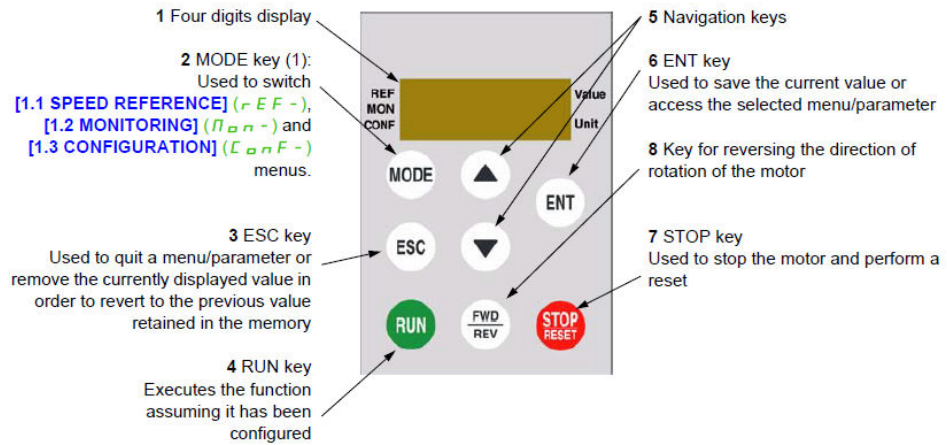 1 Four digits display
2 MODE key (1):
Used to switch
[1.1 SPEED REFERENCE] (rEF-),
[1.2 MONITORING] (Mon-) and
[1.3 CONFIGURATION] (ConF-)
menus.
3 ESC key
Used to quit a menu/parameter or
remove the currently displayed value in
order to revert to the previous value
retained in the memory
4 RUN key
Executes the function
assuming it has been
configured
REF
MON
CONF
Value
Unit
MODE
ENT
ESC
RUN
FWD
REV
STOP
RESET
5 Navigation keys
6 ENT key
Used to save the current value or
access the selected menu/parameter
8 Key for reversing the direction of
rotation of the motor
7 STOP key
Used to stop the motor and perform a
reset